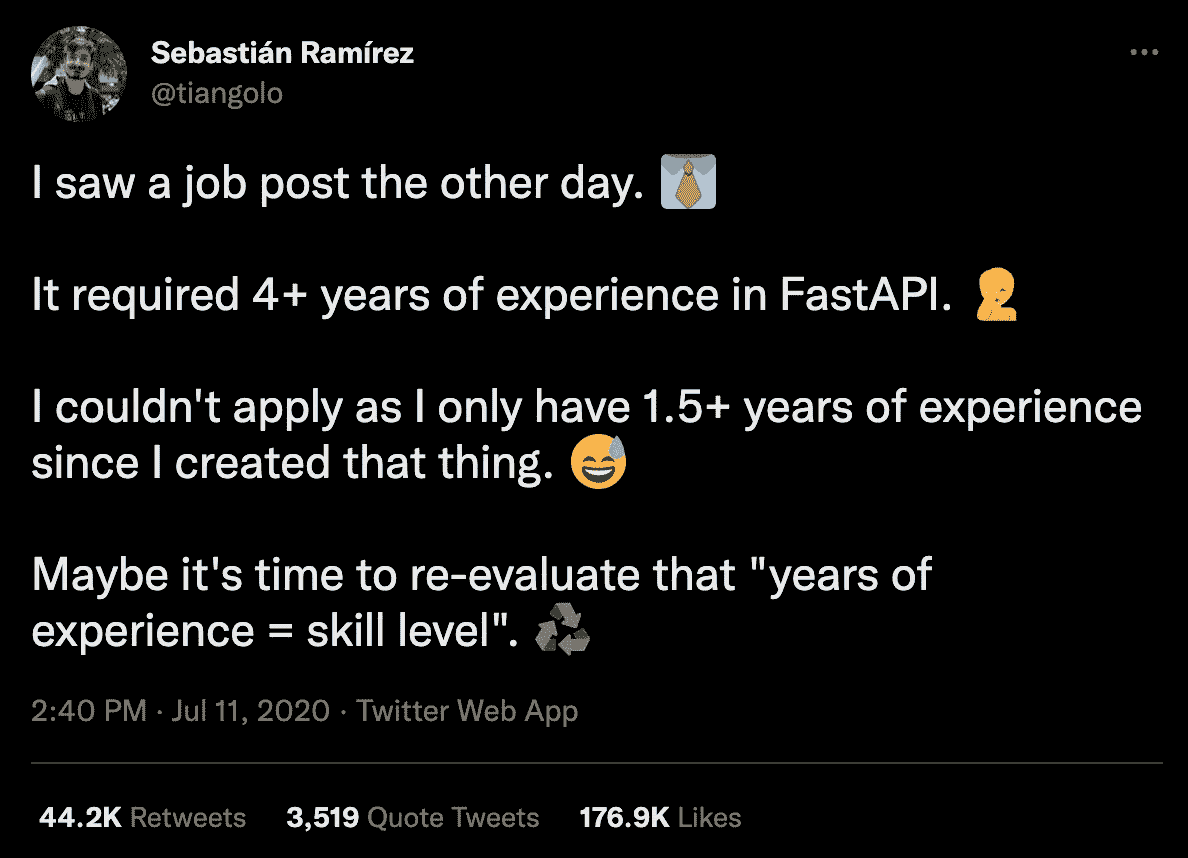 Sebastián Ramírez
@tiangolo
I saw a job post the other day. 👔
It required 4+ years of experience in FastAPI. 🤦
I couldn't apply as I only have 1.5+ years of experience
since I created that thing. 😅
Maybe it's time to re-evaluate that "years of
experience = skill level". ♻
2:40 PM · Jul 11, 2020 · Twitter Web App
44.2K Retweets 3,519 Quote Tweets 176.9K Likes